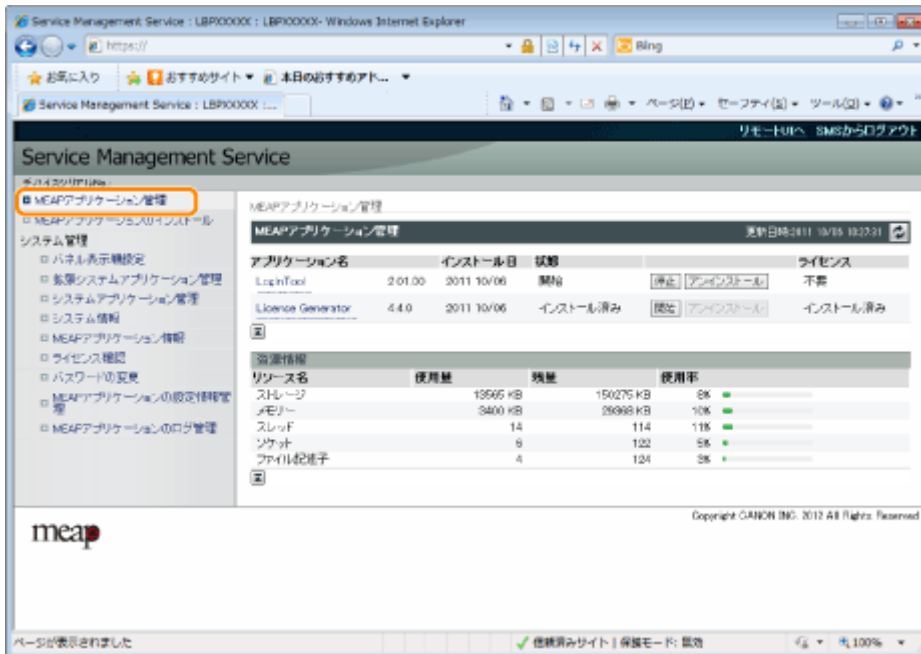 Service Management Service : LBPXXXXX : LBPXXXXX- Windows Internet Explorer
https://
Bing
お気に入り おすすめサイト 本日のおすすめアド...
Service Management Service : LBPXXXXX :...
ページ(P) セーフティ(S) ツール(O)
リモートUIへ SMSからログアウト
Service Management Service
MEAPアプリケーション管理
MEAPアプリケーションのインストール
システム管理
パネル表示順設定
拡張システムアプリケーション管理
システムアプリケーション管理
システム情報
MEAPアプリケーション情報
ライセンス確認
パスワードの変更
MEAPアプリケーションの設定情報管理
MEAPアプリケーションのログ管理
MEAPアプリケーション管理
MEAPアプリケーション管理 更新日時:2011 10/06 10:27:31
アプリケーション名 インストール日 状態 ライセンス
LoginTool 2.01.00 2011 10/06 開始 停止 アンインストール 不要
Licence Generator 4.4.0 2011 10/06 インストール済み 開始 アンインストール インストール済み
資源情報
リソース名 使用量 残量 使用率
ストレージ 13565 KB 150275 KB 8%
メモリー 3400 KB 29368 KB 10%
スレッド 14 114 11%
ソケット 6 122 5%
ファイル記述子 4 124 3%
Copyright CANON INC. 2012 All Rights Reserved
meap
ページが表示されました 信頼済みサイト | 保護モード: 無効 100%